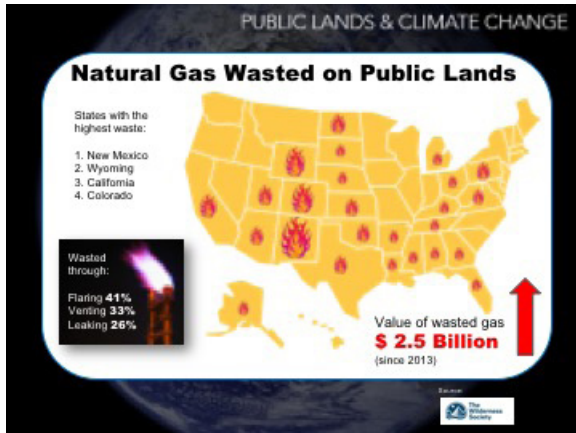 PUBLIC LANDS & CLIMATE CHANGE
Natural Gas Wasted on Public Lands
States with the
highest waste:
1. New Mexico
2. Wyoming
3. California
4. Colorado
Wasted
through:
Flaring 41%
Venting 33%
Leaking 26%
Value of wasted gas
$ 2.5 Billion
(since 2013)
Source:
The
Wilderness
Society